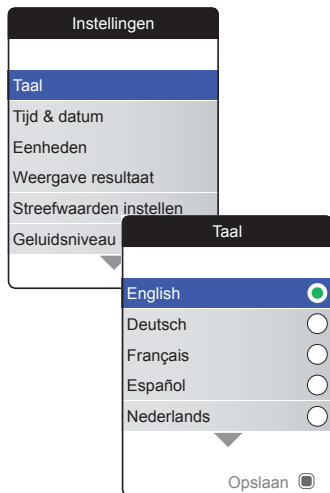 Instellingen
Taal
Tijd & datum
Eenheden
Weergave resultaat
Streefwaarden instellen
Geluidsniveau
Taal
English
Deutsch
Français
Español
Nederlands
Opslaan